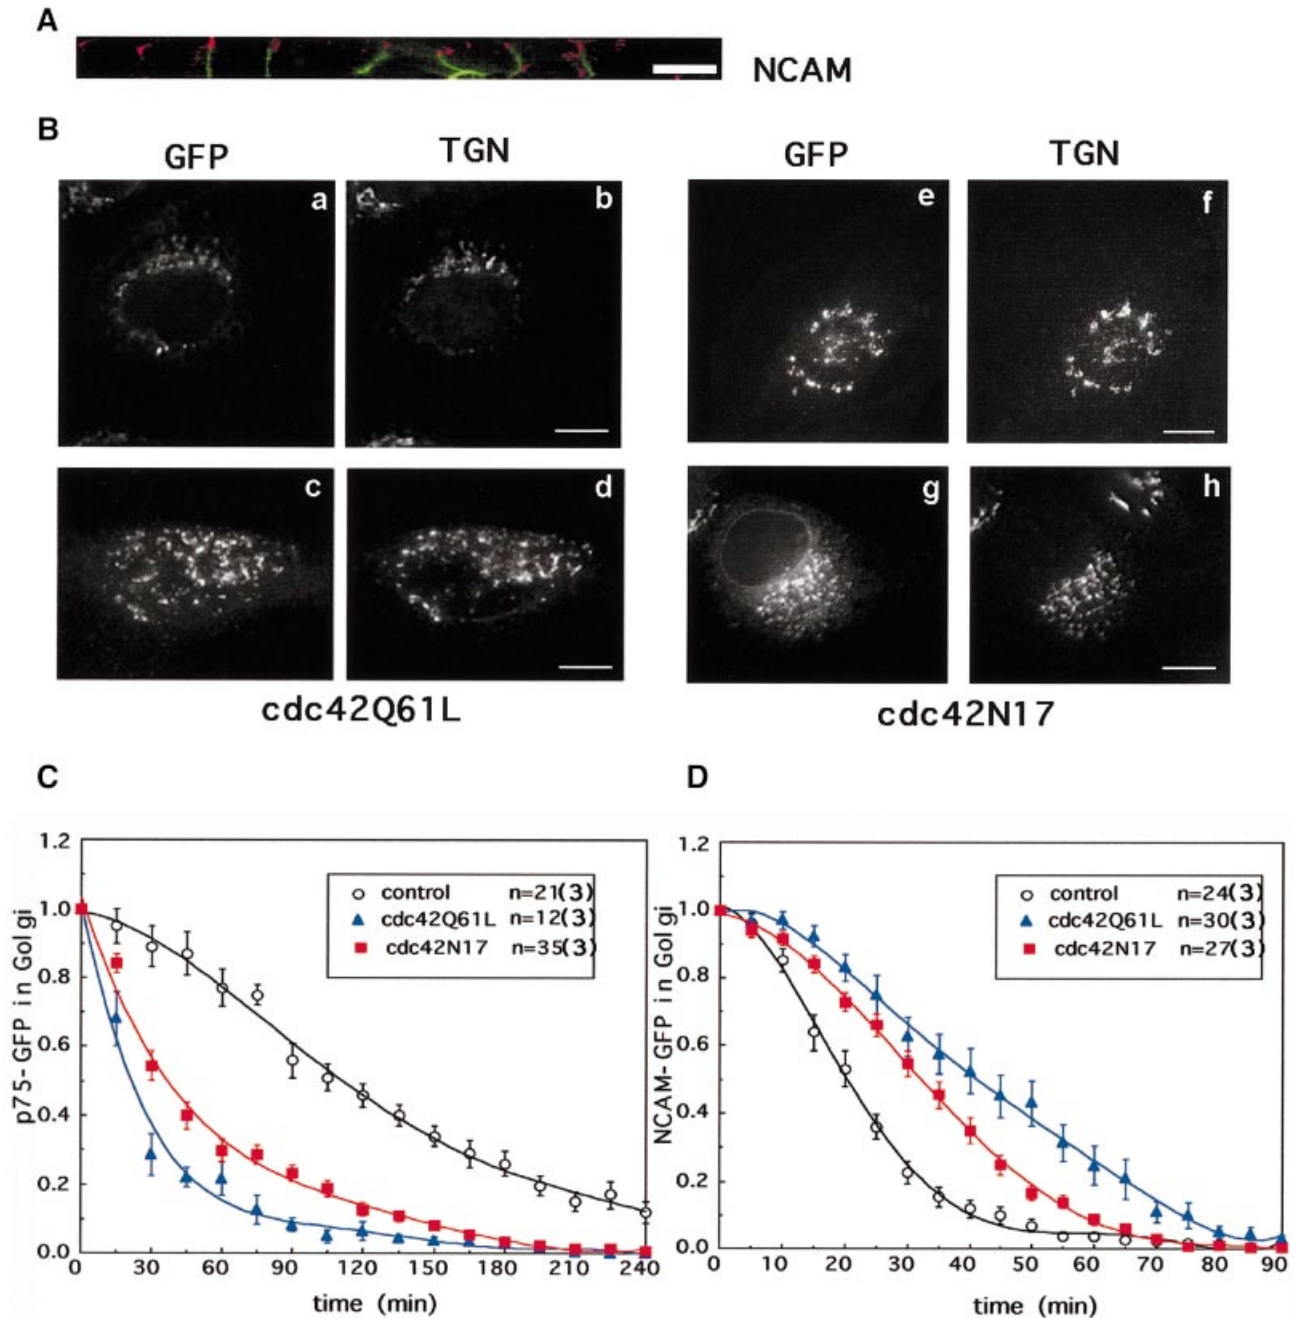 A
NCAM
B
GFP TGN GFP TGN
a b e f
c d g h
cdc42Q61L cdc42N17
C D
p75-GFP in Golgi
1.2
1.0
0.8
0.6
0.4
0.2
0.0
control n=21(3)
cdc42Q61L n=12(3)
cdc42N17 n=35(3)
0 30 60 90 120 150 180 210 240
time (min)
NCAM-GFP in Golgi
1.2
1.0
0.8
0.6
0.4
0.2
0.0
control n=24(3)
cdc42Q61L n=30(3)
cdc42N17 n=27(3)
0 10 20 30 40 50 60 70 80 90
time (min)